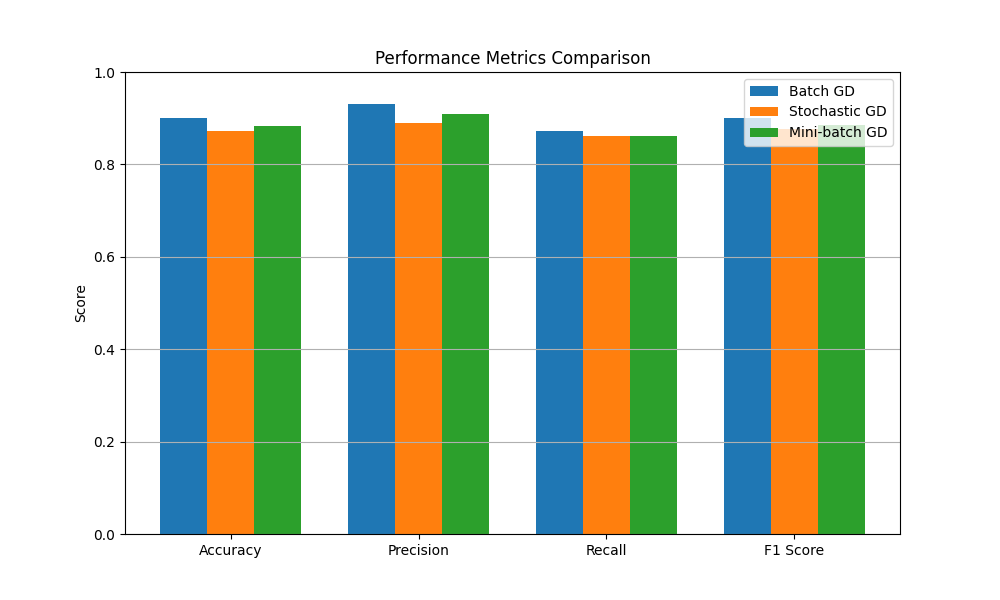 Performance Metrics Comparison
1.0
0.8
0.6
0.4
0.2
0.0
Score
Batch GD
Stochastic GD
Mini-batch GD
Accuracy
Precision
Recall
F1 Score